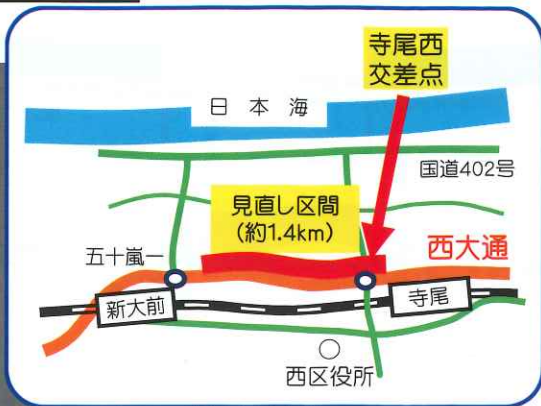 寺尾西
交差点
日本海
国道402号
見直し区間
(約1.4km)
西大通
五十嵐一
新大前
寺尾
西区役所